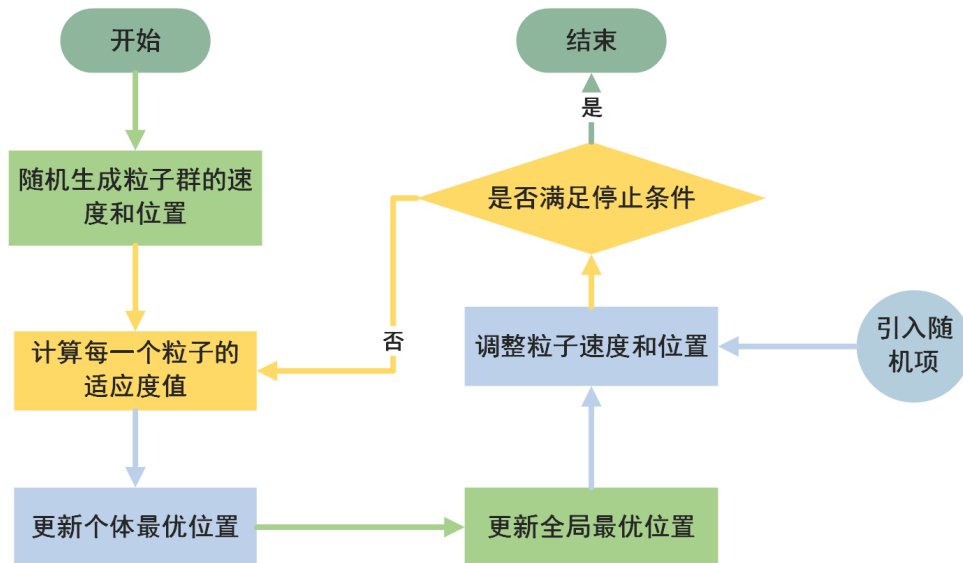 开始
随机生成粒子群的速
度和位置
计算每一个粒子的
适应度值
更新个体最优位置
更新全局最优位置
调整粒子速度和位置
引入随
机项
是否满足停止条件
否
是
结束